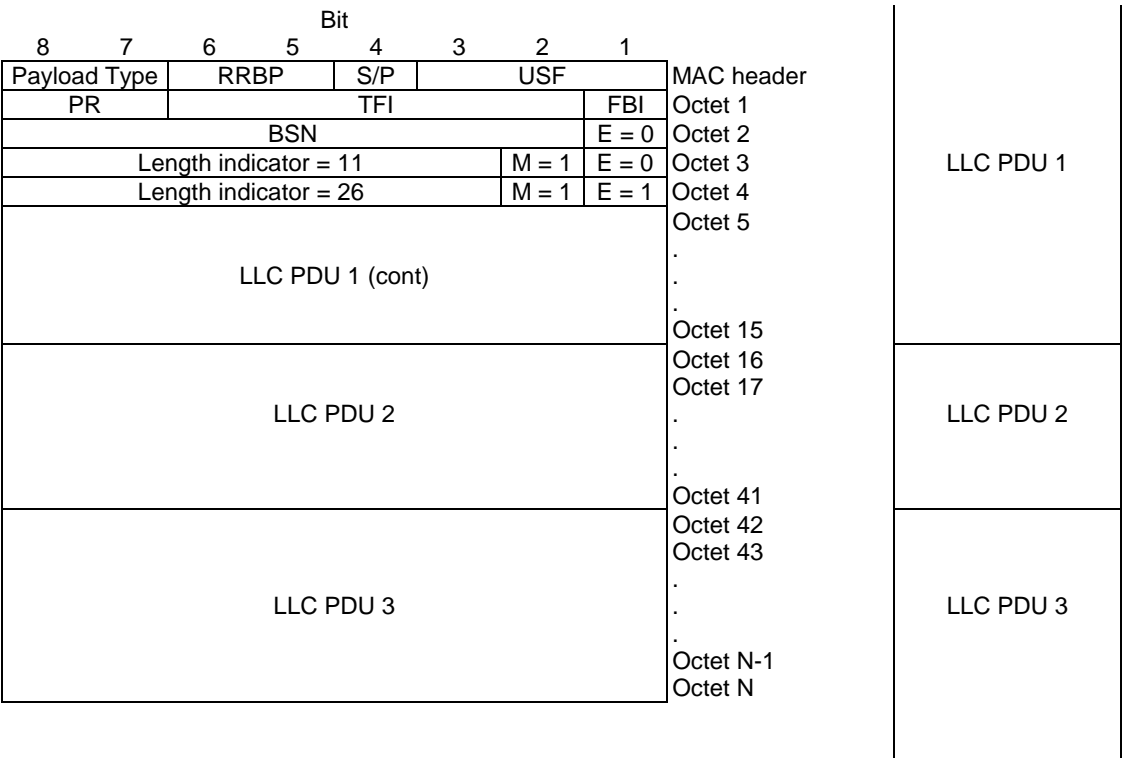 Bit
8 7 6 5 4 3 2 1
Payload Type RRBP S/P USF MAC header
PR TFI FBI Octet 1
BSN E = 0 Octet 2
Length indicator = 11 M = 1 E = 0 Octet 3 LLC PDU 1
Length indicator = 26 M = 1 E = 1 Octet 4
Octet 5
.
LLC PDU 1 (cont) .
.
Octet 15
Octet 16
Octet 17
LLC PDU 2 . LLC PDU 2
.
.
Octet 41
Octet 42
Octet 43
.
LLC PDU 3 . LLC PDU 3
.
Octet N-1
Octet N